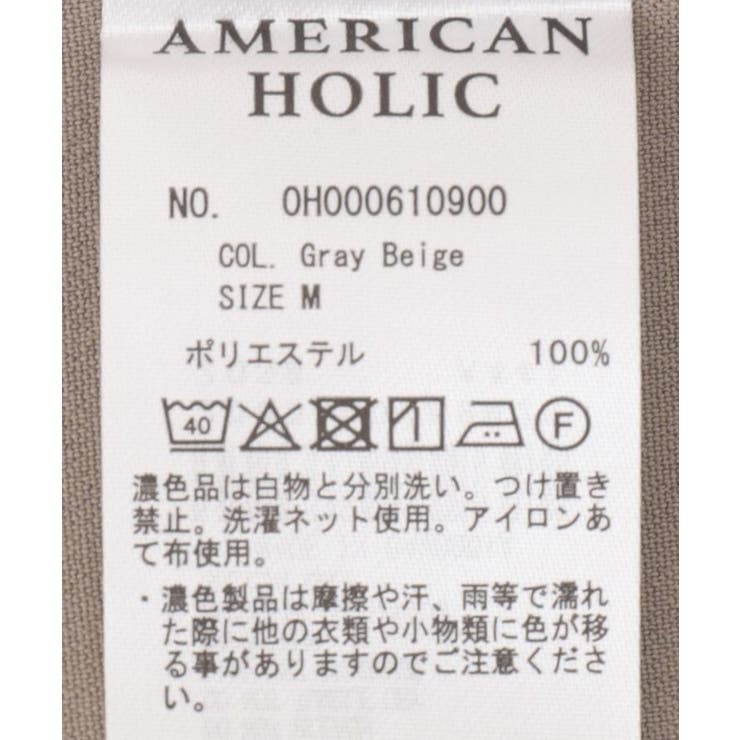 AMERICAN
HOLIC
NO. 0H000610900
COL. Gray Beige
SIZE M
ポリエステル 100%
40 F
濃色品は白物と分別洗い。つけ置き
禁止。洗濯ネット使用。アイロンあ
て布使用。
・濃色製品は摩擦や汗、雨等で濡れ
た際に他の衣類や小物類に色が移
る事がありますのでご注意くださ
い。